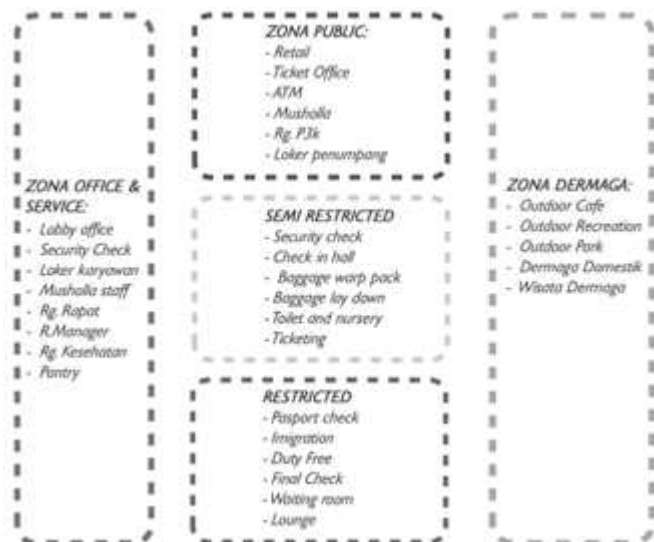 ZONA OFFICE &
SERVICE:
- Lobby office
- Security Check
- Loker karyawan
- Musholla staff
- Rg. Rapat
- R.Manager
- Rg. Kesehatan
- Pantry
ZONA PUBLIC:
- Retail
- Ticket Office
- ATM
- Musholla
- Rg. P3k
- Loker penumpang
SEMI RESTRICTED
- Security check
- Check in hall
- Baggage warp pack
- Baggage lay down
- Toilet and nursery
- Ticketing
RESTRICTED
- Pasport check
- Imigration
- Duty Free
- Final Check
- Waiting room
- Lounge
ZONA DERMAGA:
- Outdoor Cafe
- Outdoor Recreation
- Outdoor Park
- Dermaga Domestik
- Wisata Dermaga